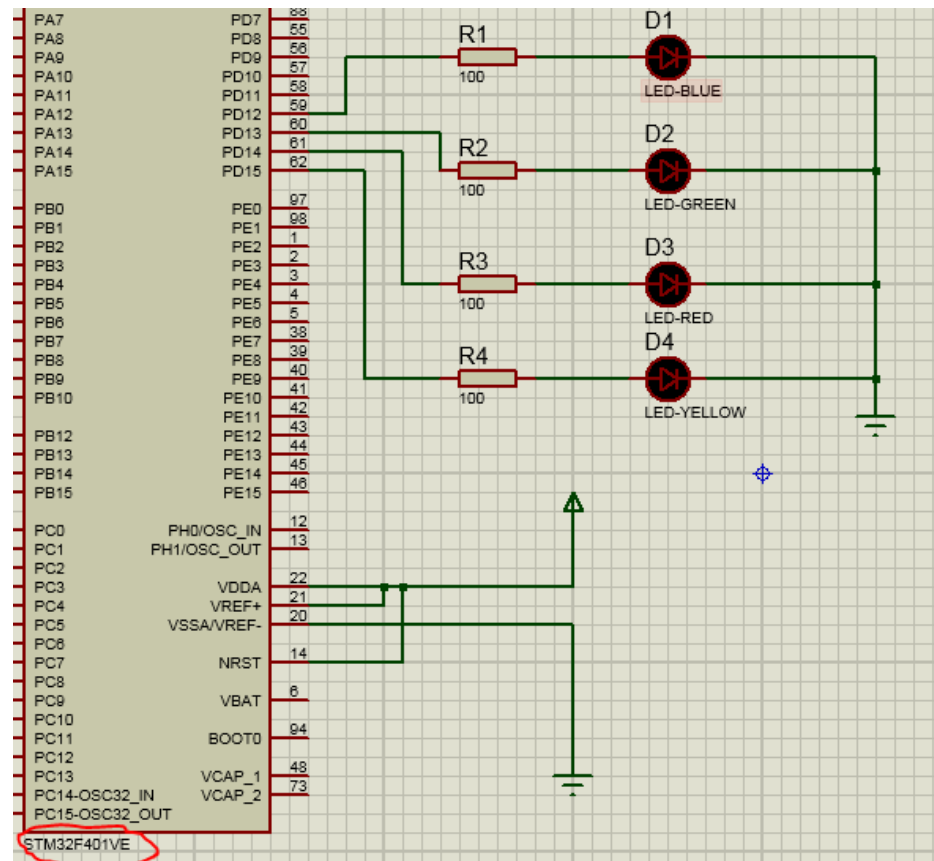 PA7 PD7 88
PA8 PD8 55
PA9 PD9 56
PA10 PD10 57
PA11 PD11 58
PA12 PD12 59
PA13 PD13 60
PA14 PD14 61
PA15 PD15 62
PB0 PE0 97
PB1 PE1 98
PB2 PE2 1
PB3 PE3 2
PB4 PE4 3
PB5 PE5 4
PB6 PE6 5
PB7 PE7 38
PB8 PE8 39
PB9 PE9 40
PB10 PE10 41
PE11 42
PB12 PE12 43
PB13 PE13 44
PB14 PE14 45
PB15 PE15 46
PC0 PH0/OSC_IN 12
PC1 PH1/OSC_OUT 13
PC2
PC3 VDDA 22
PC4 VREF+ 21
PC5 VSSA/VREF- 20
PC6
PC7 NRST 14
PC8
PC9 VBAT 6
PC10
PC11 BOOT0 94
PC12
PC13 VCAP_1 48
PC14-OSC32_IN VCAP_2 73
PC15-OSC32_OUT
STM32F401VE
R1
100
D1
LED-BLUE
R2
100
D2
LED-GREEN
R3
100
D3
LED-RED
R4
100
D4
LED-YELLOW